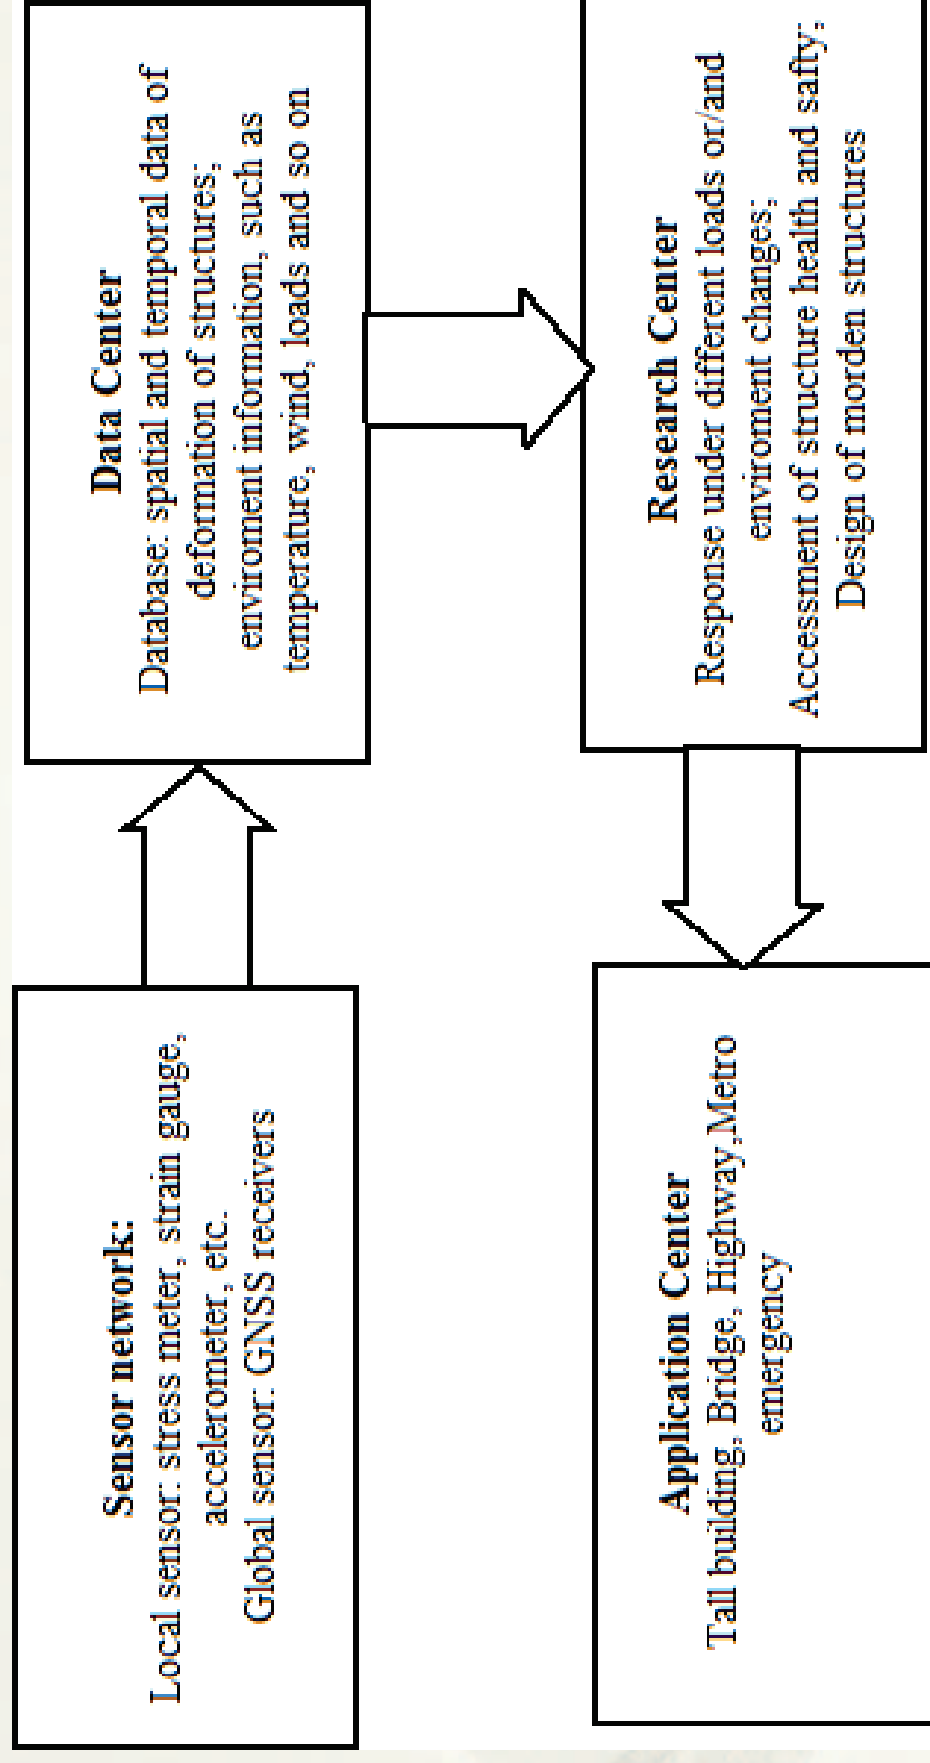 Sensor network:
Local sensor: stress meter, strain gauge,
accelerometer, etc.
Global sensor: GNSS receivers
Data Center
Database: spatial and temporal data of
deformation of structures;
enviroment information, such as
temperature, wind, loads and so on
Research Center
Response under different loads or/and
enviroment changes;
Accessment of structure health and safty;
Design of morden structures
Application Center
Tall building, Bridge, Highway,Metro
emergency